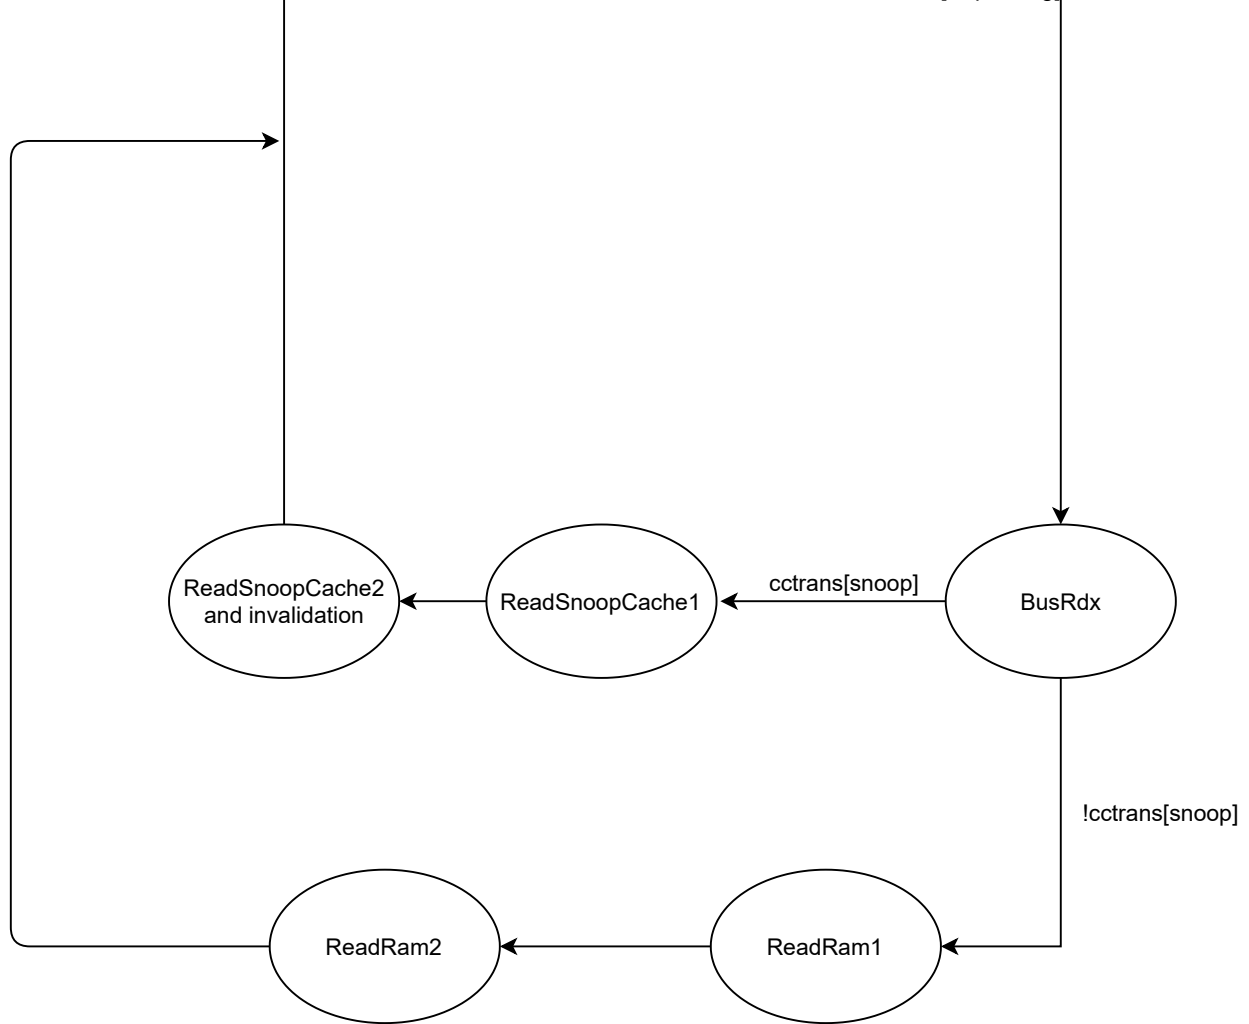 ReadSnoopCache2
and invalidation
ReadSnoopCache1
cctrans[snoop]
BusRdx
!cctrans[snoop]
ReadRam2
ReadRam1